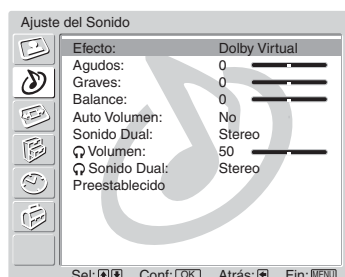 Ajuste del Sonido
Efecto: Dolby Virtual
Agudos: 0
Graves: 0
Balance: 0
Auto Volumen: No
Sonido Dual: Stereo
Volumen: 50
Sonido Dual: Stereo
Preestablecido
Sel: Conf: OK Atrás: Fin: MENU